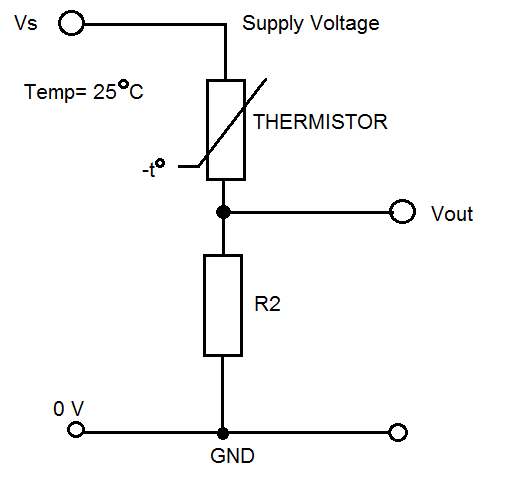 Vs
Supply Voltage
Temp= 25°C
THERMISTOR
-t°
Vout
R2
0 V
GND